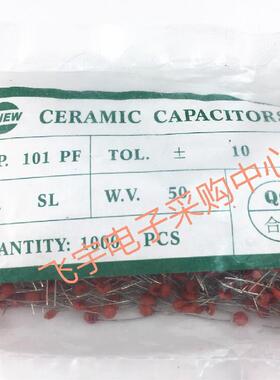 NEW
CERAMIC CAPACITORS
P. 101 PF TOL. ± 10
SL W.V. 50
QUANTITY: 1000 PCS
合
飞宇电子采购中心